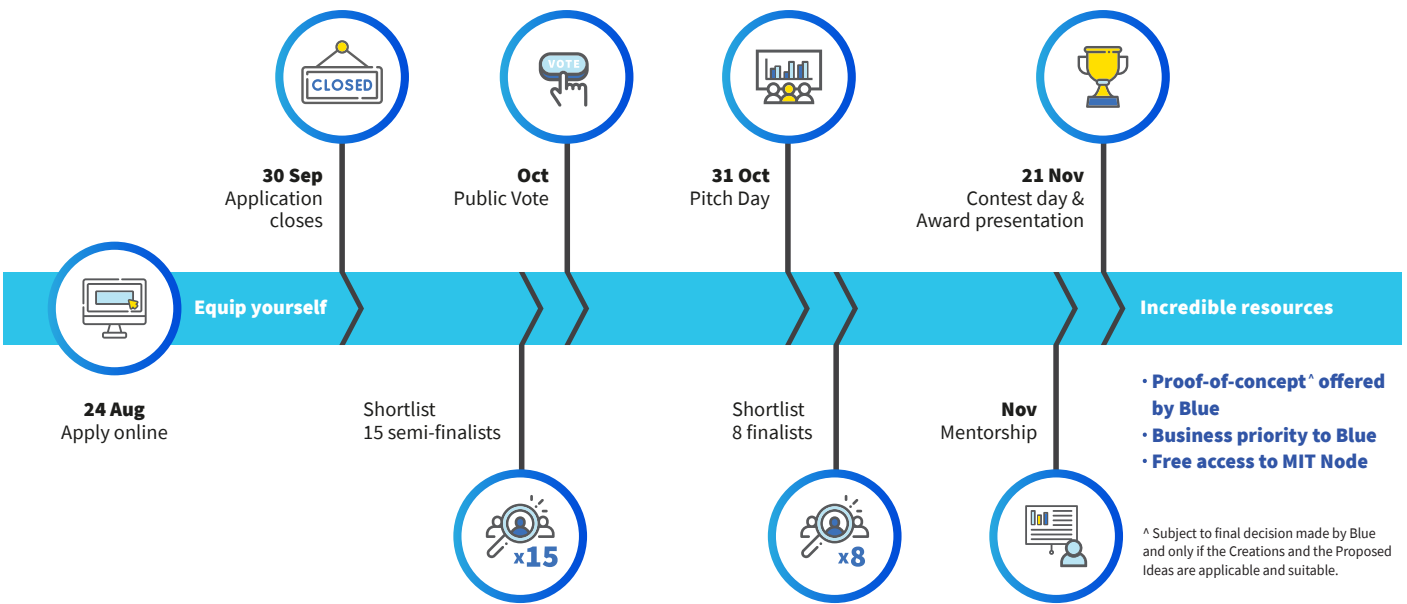 CLOSED
VOTE
30 Sep
Application
closes
Oct
Public Vote
31 Oct
Pitch Day
21 Nov
Contest day &
Award presentation
Equip yourself
Incredible resources
24 Aug
Apply online
Shortlist
15 semi-finalists
x15
Shortlist
8 finalists
x8
Nov
Mentorship
· Proof-of-concept^ offered
by Blue
· Business priority to Blue
· Free access to MIT Node
^ Subject to final decision made by Blue
and only if the Creations and the Proposed
Ideas are applicable and suitable.